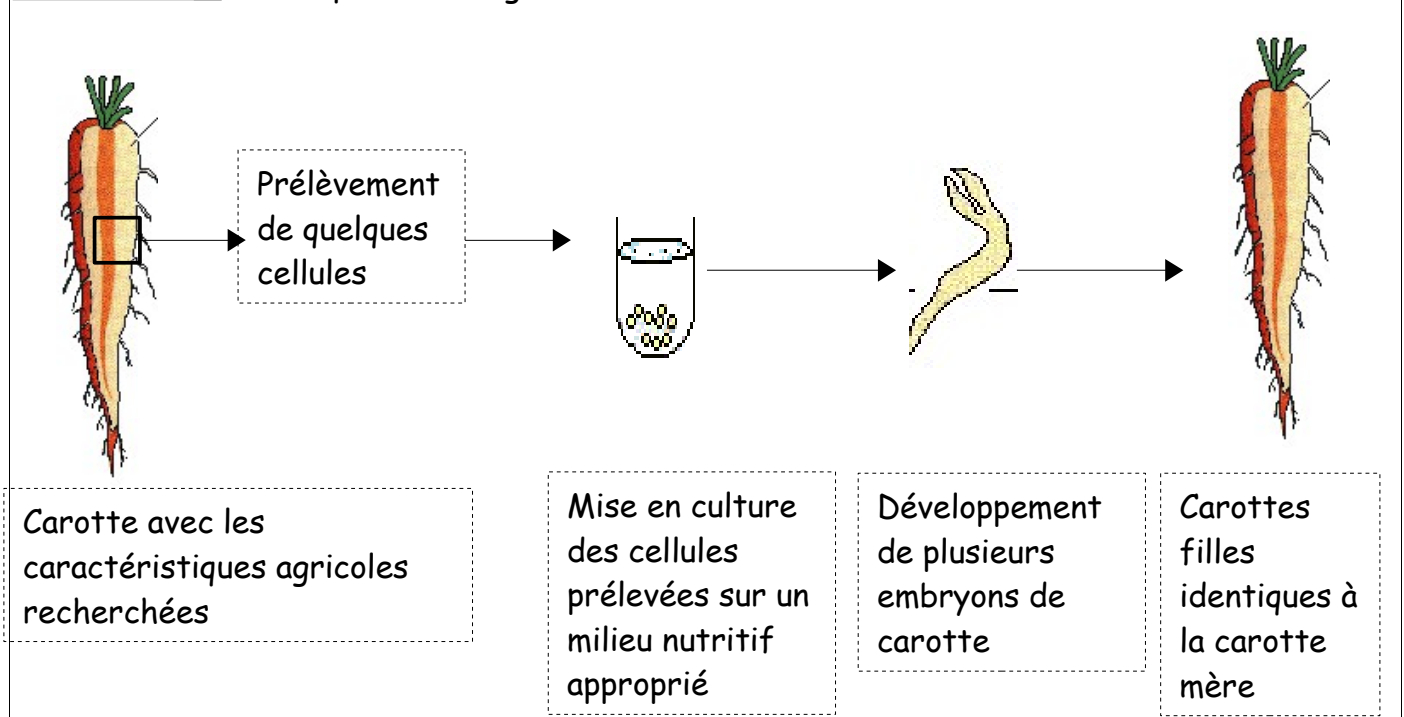 Prélèvement
de quelques
cellules
Carotte avec les
caractéristiques agricoles
recherchées
Mise en culture
des cellules
prélevées sur un
milieu nutritif
approprié
Développement
de plusieurs
embryons de
carotte
Carottes
filles
identiques à
la carotte
mère